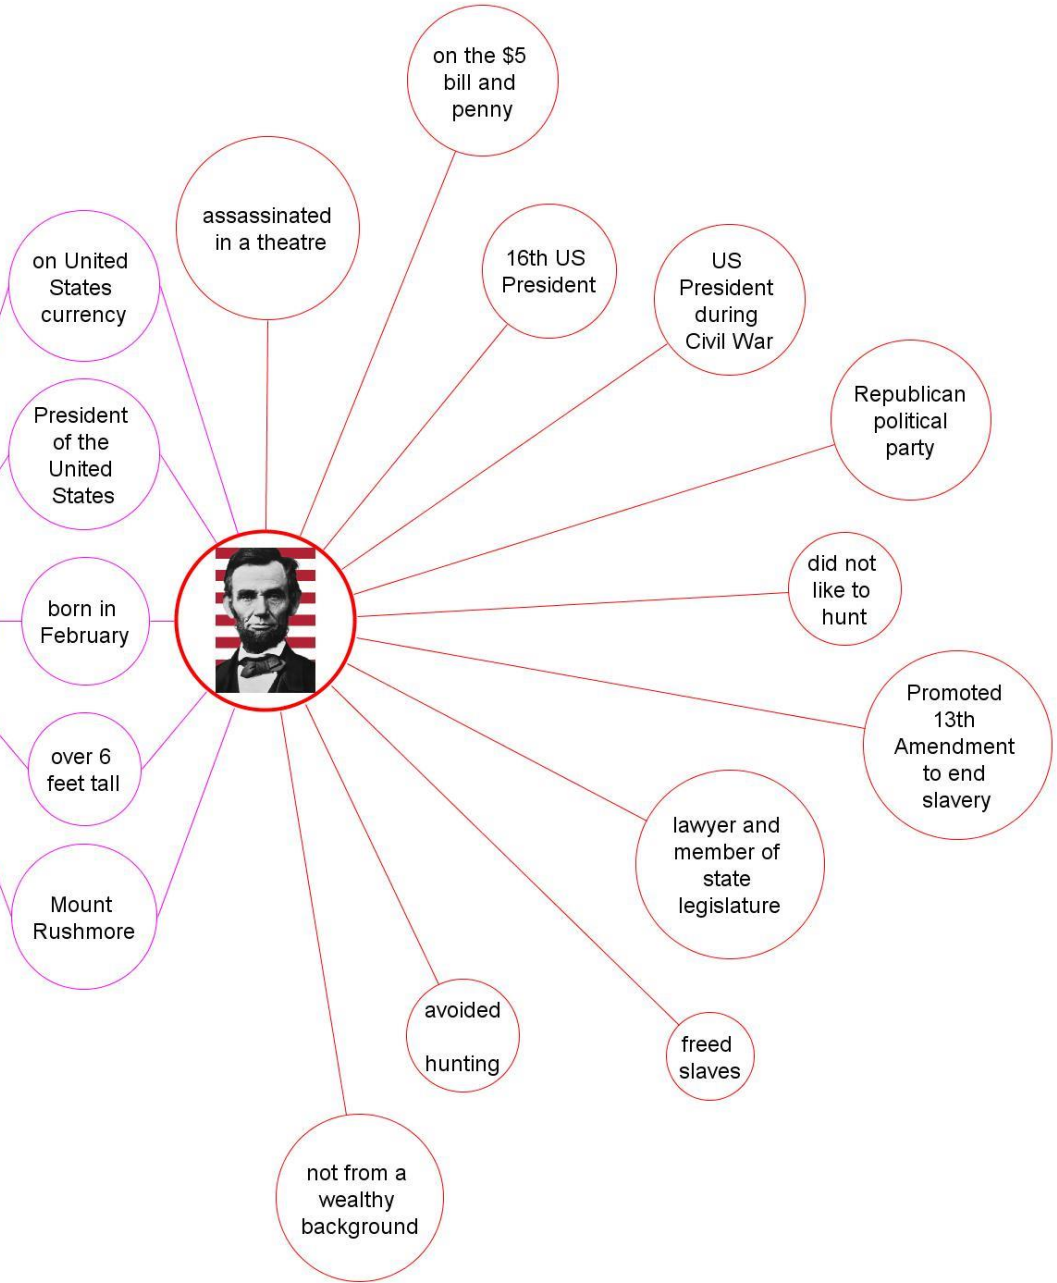 on the $5
bill and
penny
assassinated
in a theatre
16th US
President
US
President
during
Civil War
on United
States
currency
Republican
political
party
President
of the
United
States
did not
like to
hunt
born in
February
Promoted
13th
Amendment
to end
slavery
over 6
feet tall
lawyer and
member of
state
legislature
Mount
Rushmore
avoided
hunting
freed
slaves
not from a
wealthy
background